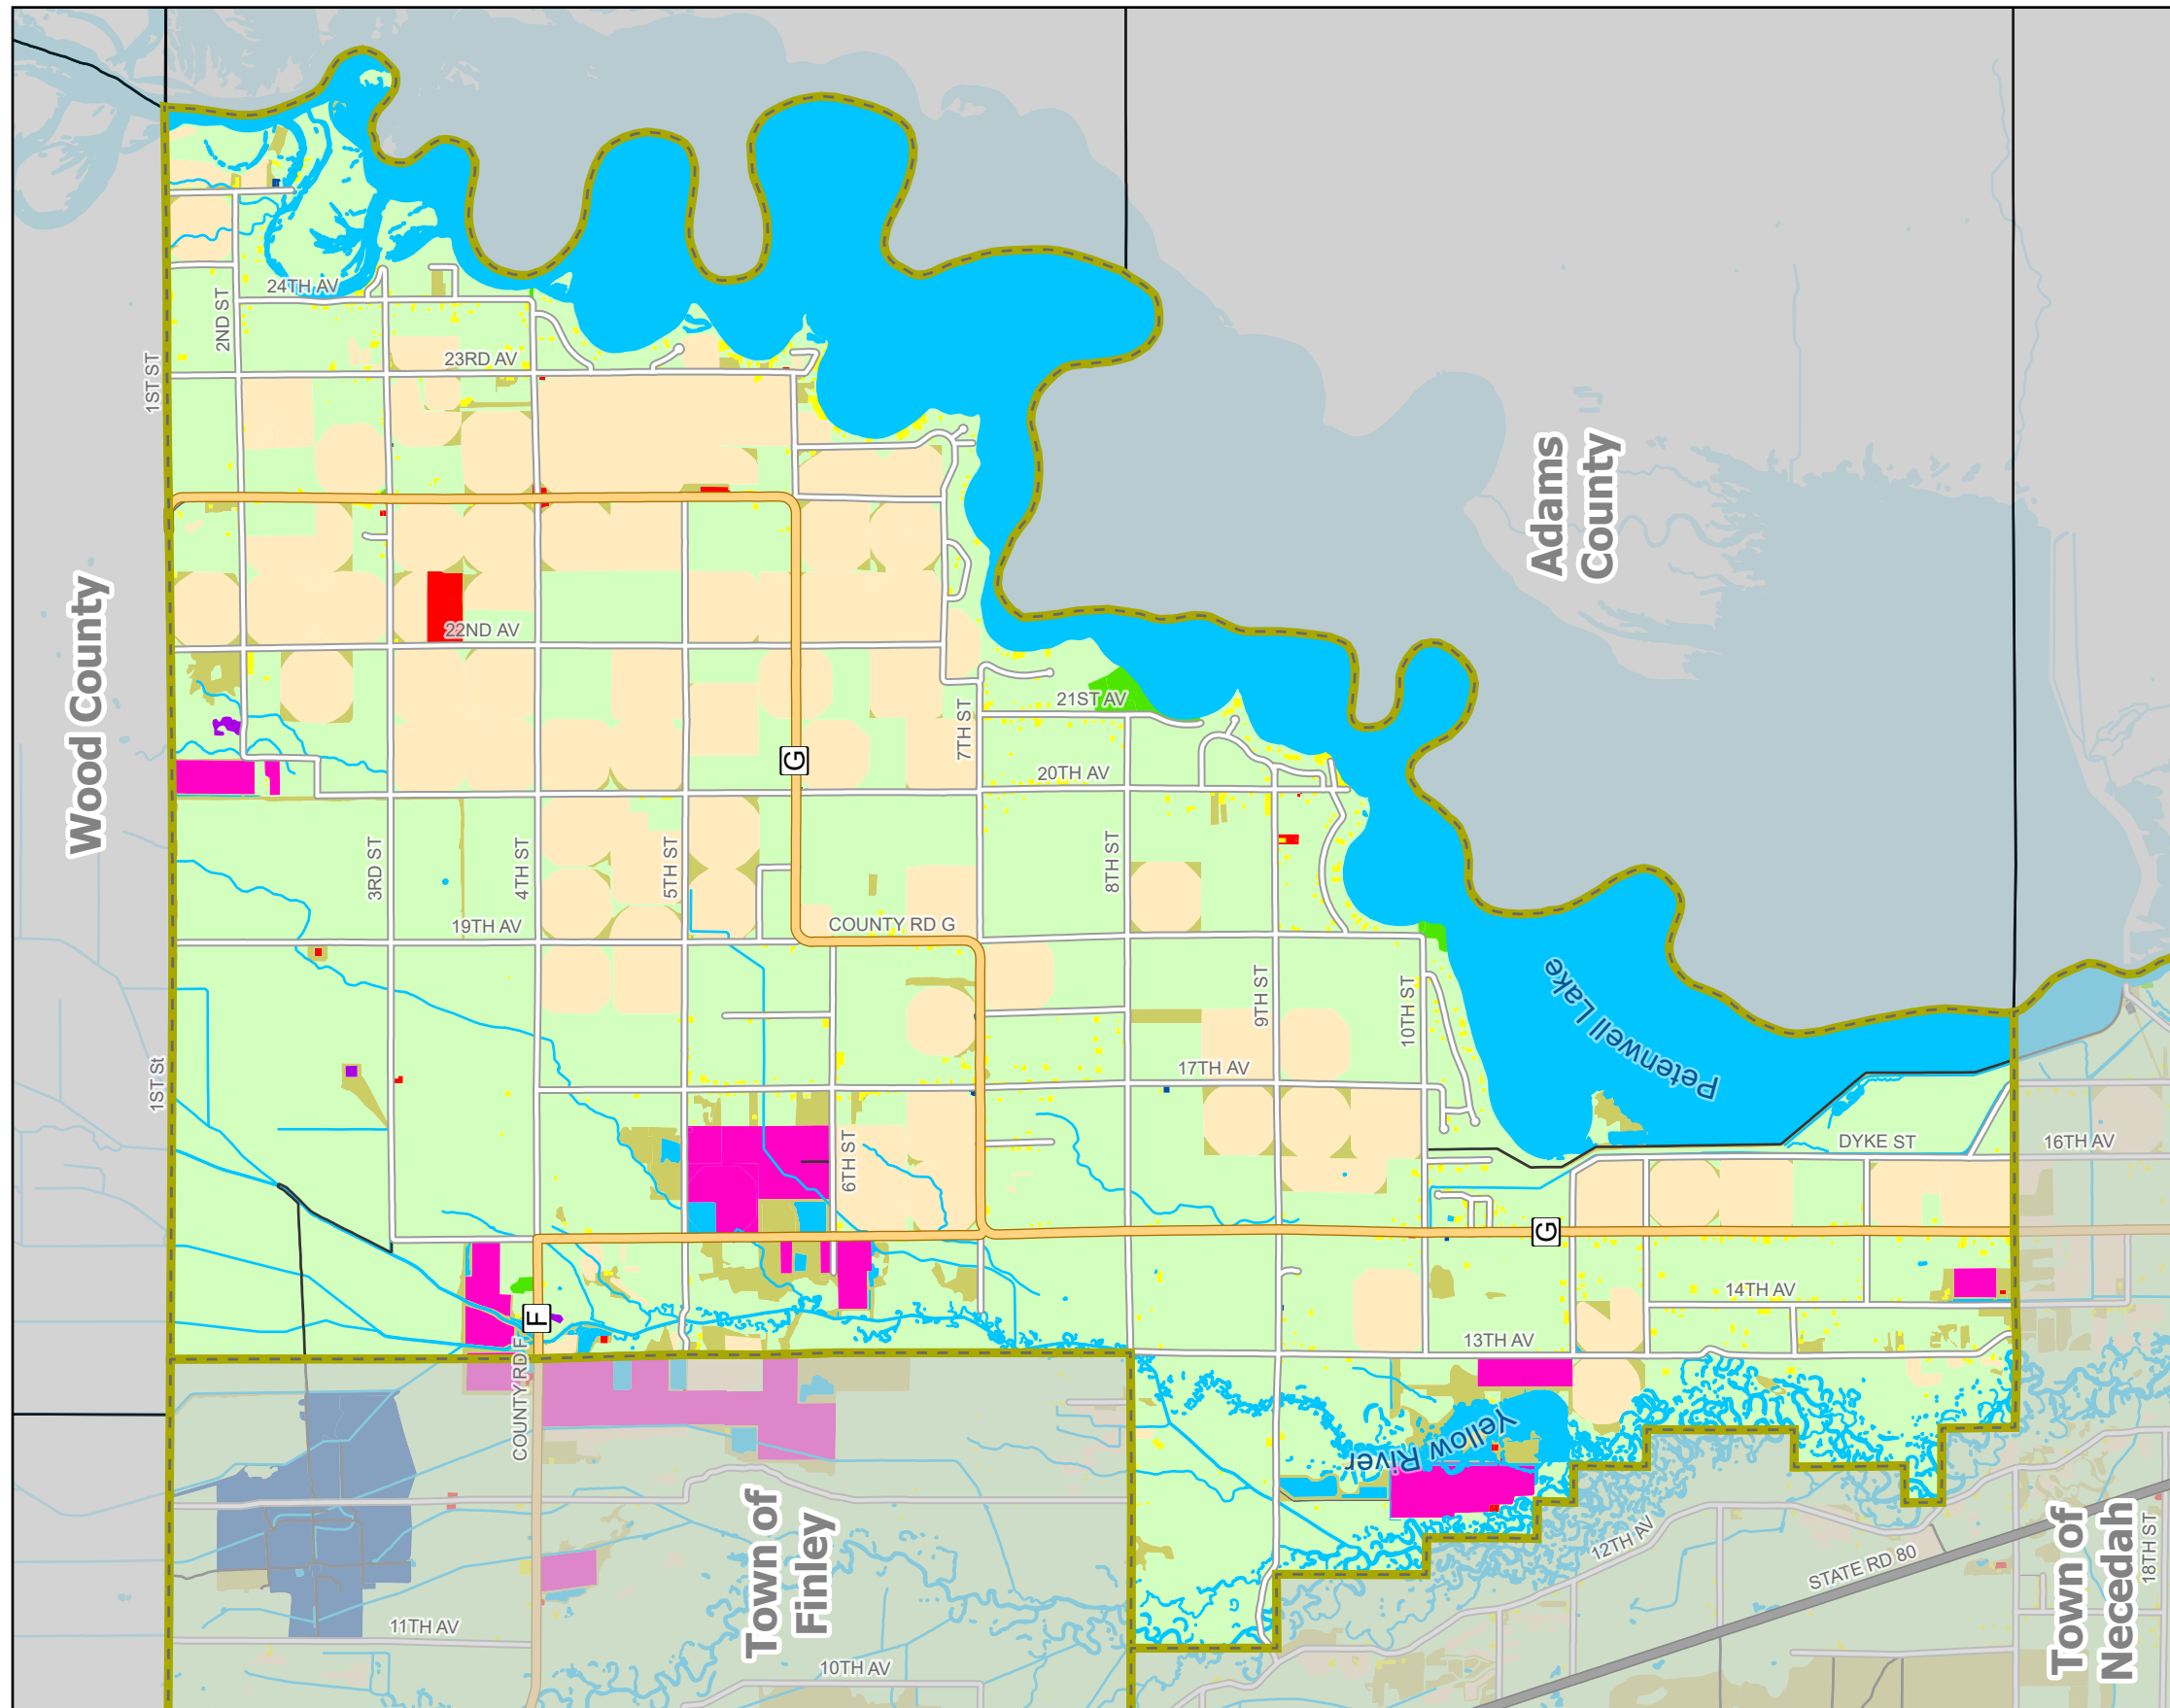 24TH AV
2ND ST
23RD AV
1ST ST
Adams
County
Wood County
22ND AV
21ST AV
7TH ST
G
20TH AV
3RD ST
4TH ST
5TH ST
8TH ST
19TH AV
COUNTY RD G
9TH ST
10TH ST
Petenwell Lake
1ST St
17TH AV
6TH ST
DYKE ST
16TH AV
G
14TH AV
F
13TH AV
COUNTY RD F
Yellow River
Town of
Finley
12TH AV
STATE RD 80
Town of
Necedah
18TH ST
11TH AV
10TH AV